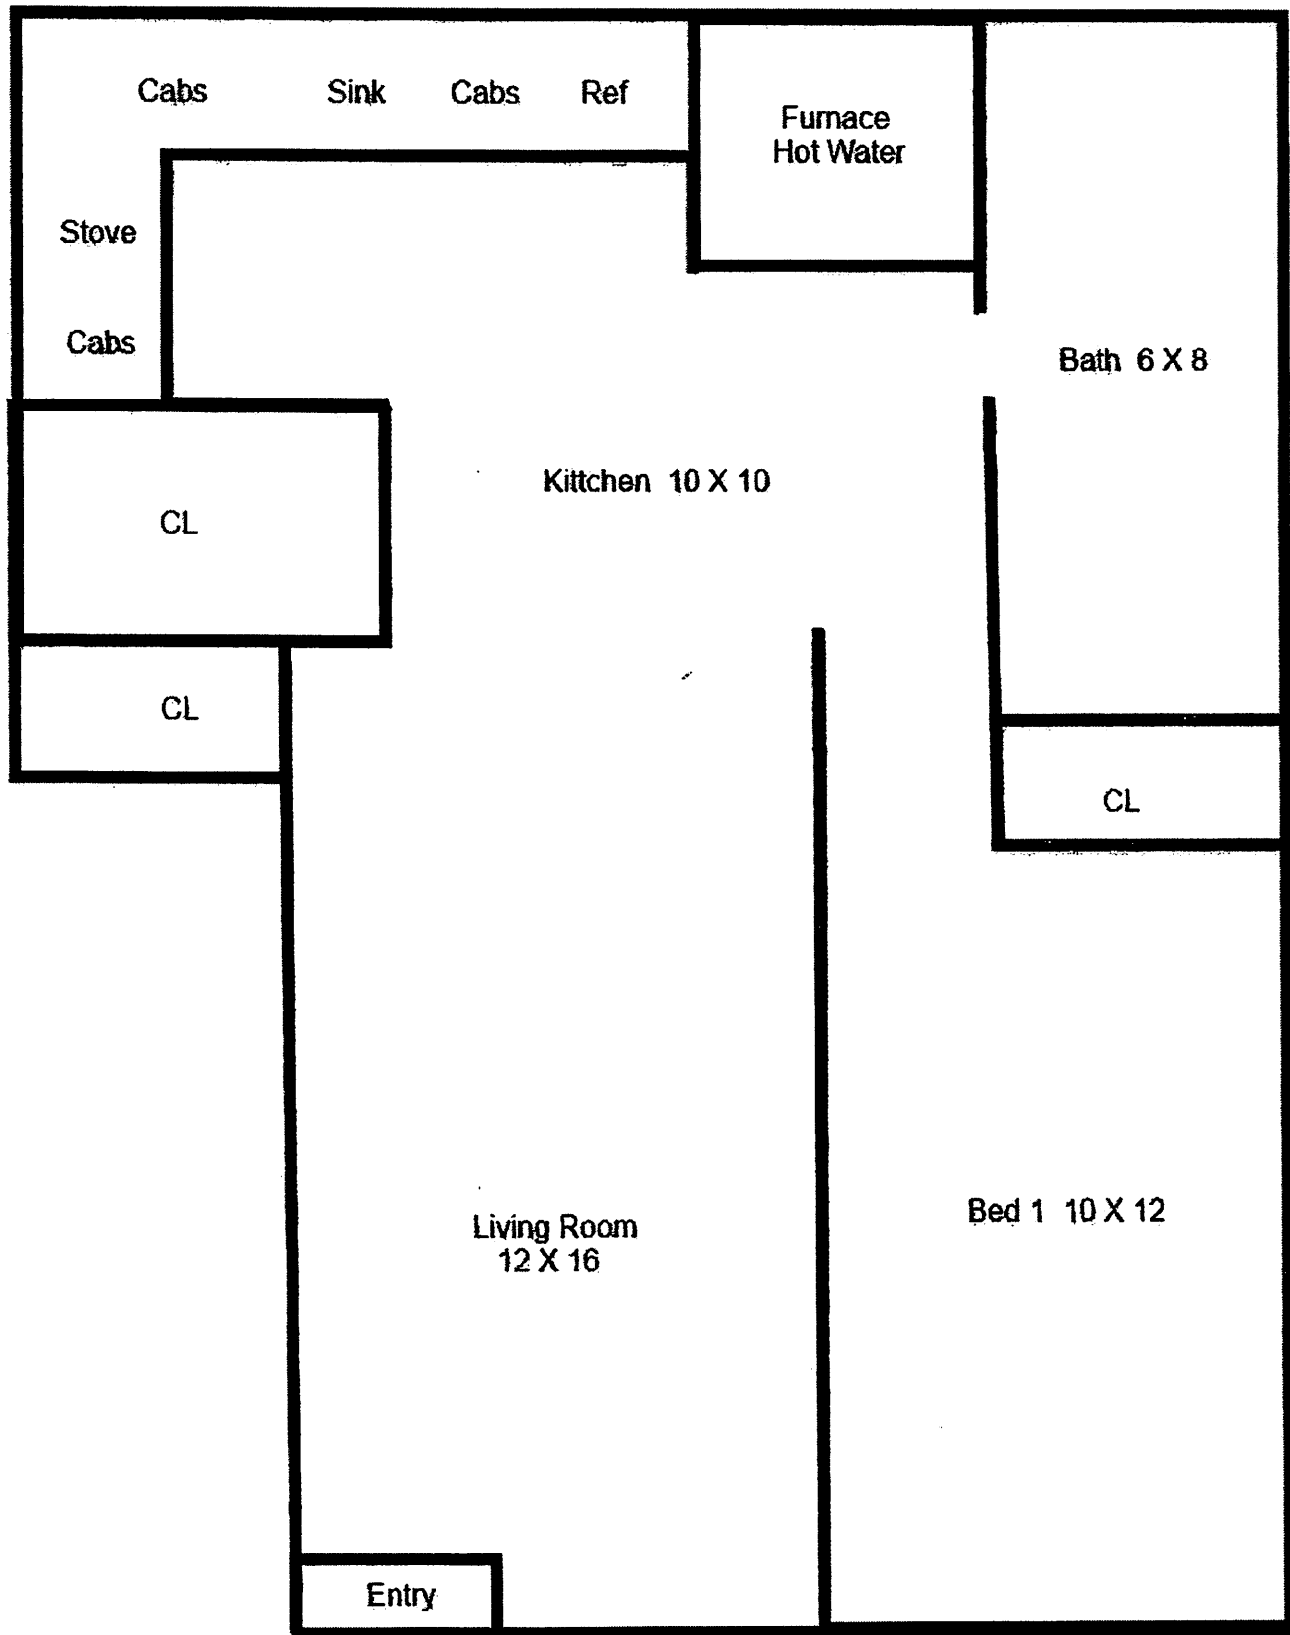 Cabs Sink Cabs Ref
Furnace
Hot Water
Stove
Cabs
Bath 6 X 8
Kittchen 10 X 10
CL
CL
CL
Living Room
12 X 16
Bed 1 10 X 12
Entry